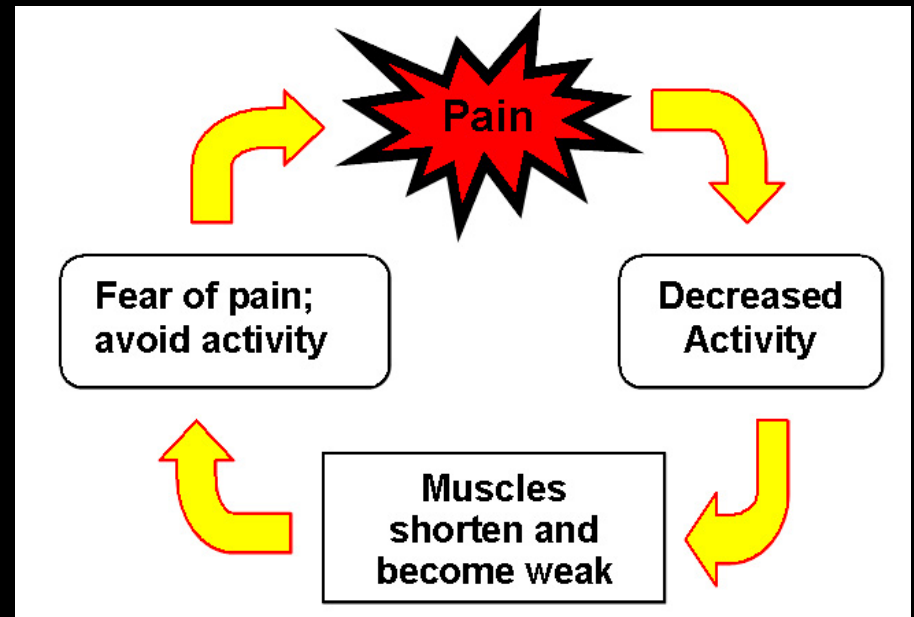 Pain
Decreased
Activity
Muscles
shorten and
become weak
Fear of pain;
avoid activity